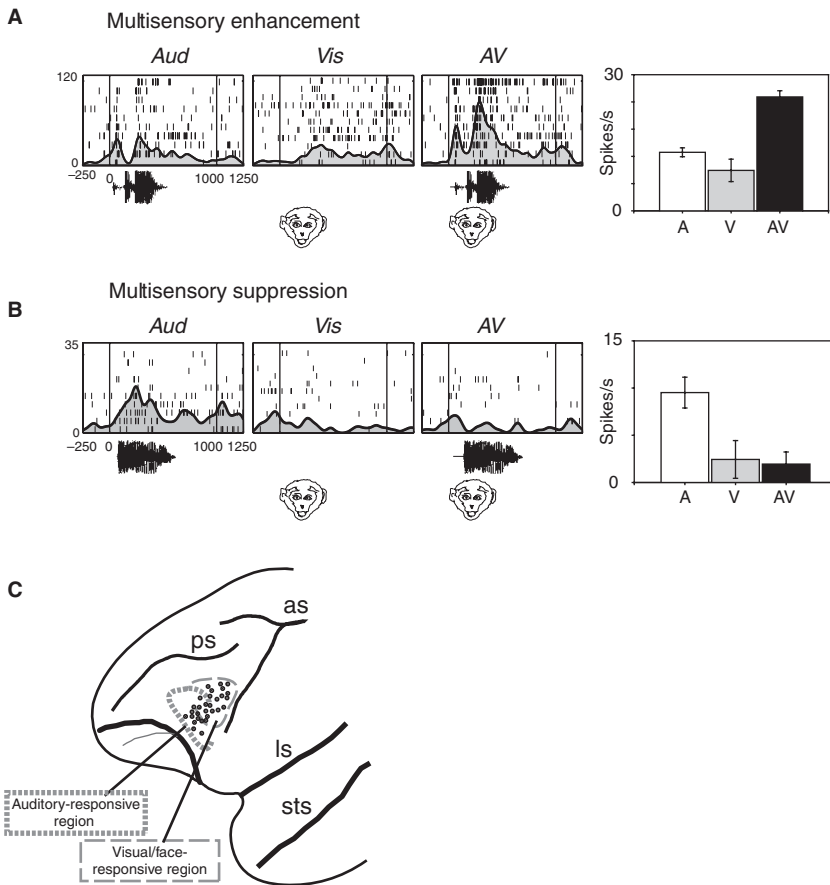 A
Multisensory enhancement
Aud
Vis
AV
120
0
–250
0
1000
1250
30
Spikes/s
0
A
V
AV
B
Multisensory suppression
Aud
Vis
AV
35
0
–250
0
1000
1250
15
Spikes/s
0
A
V
AV
C
as
ps
ls
sts
Auditory-responsive
region
Visual/face-
responsive region